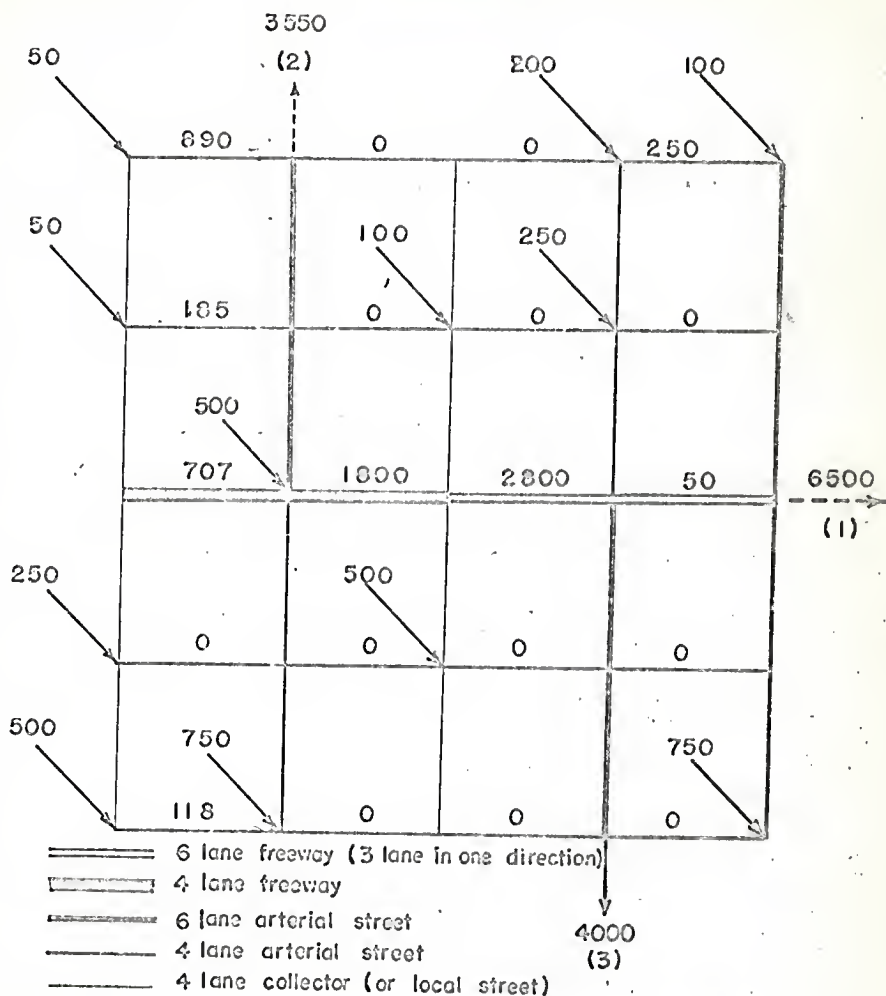 3550
50 (2) 200 100
890 0 0 250
50 100 250
185 0 0 0
500
707 1800 2800 50 6500
(1)
250 500
0 0 0 0
500 750 750
118 0 0 0
6 lane freeway (3 lane in one direction)
4 lane freeway
6 lane arterial street
4 lane arterial street
4 lane collector (or local street)
4000
(3)